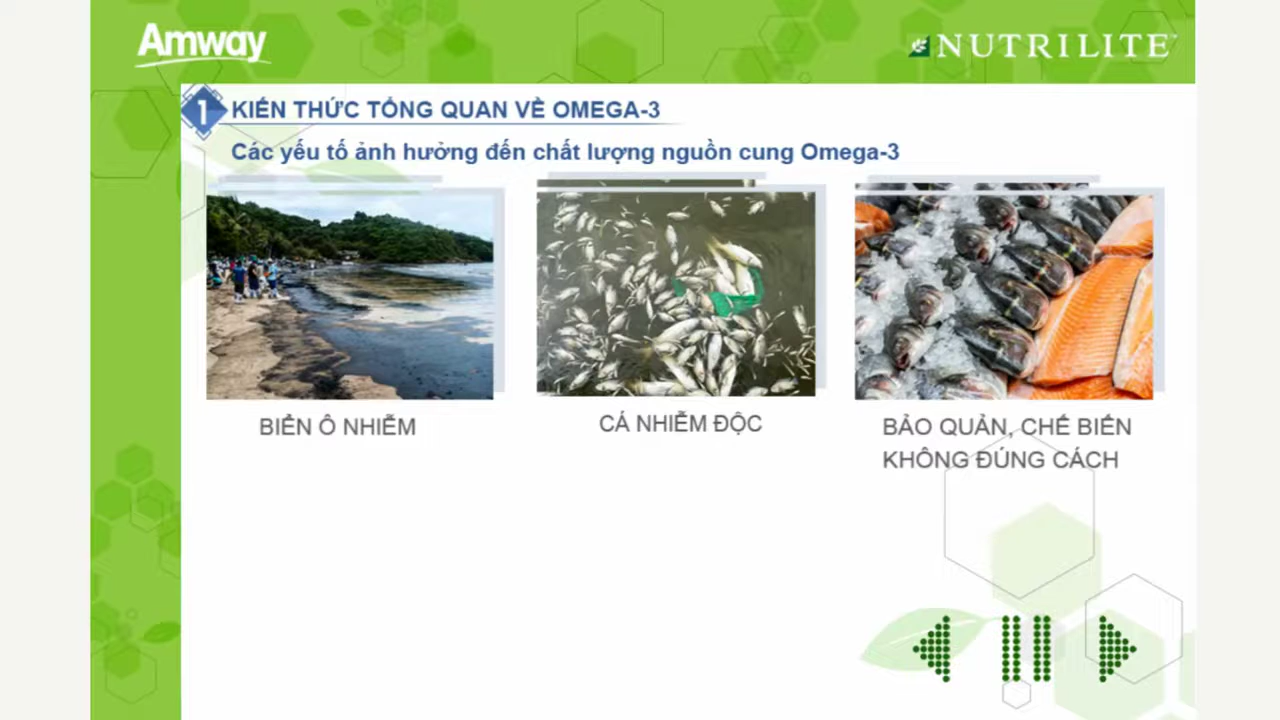 Amway
NUTRILITE™
1 KIẾN THỨC TỔNG QUAN VỀ OMEGA-3
Các yếu tố ảnh hưởng đến chất lượng nguồn cung Omega-3
BIỂN Ô NHIỄM
CÁ NHIỄM ĐỘC
BẢO QUẢN, CHẾ BIẾN
KHÔNG ĐÚNG CÁCH